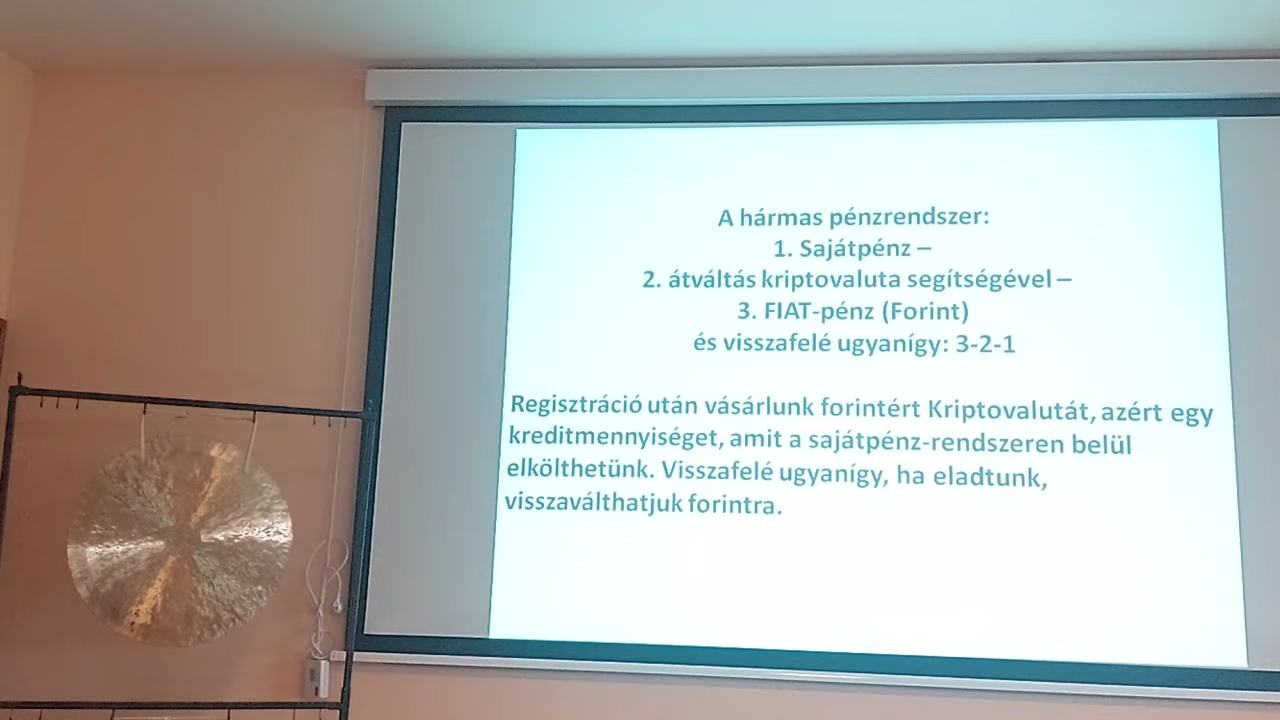 A hármas pénzrendszer:
1. Sajátpénz –
2. átváltás kriptovaluta segítségével –
3. FIAT-pénz (Forint)
és visszafelé ugyanígy: 3-2-1
Regisztráció után vásárlunk forintért Kriptovalutát, azért egy
kreditmennyiséget, amit a sajátpénz-rendszeren belül
elkölthetünk. Visszafelé ugyanígy, ha eladtunk,
visszaválthatjuk forintra.